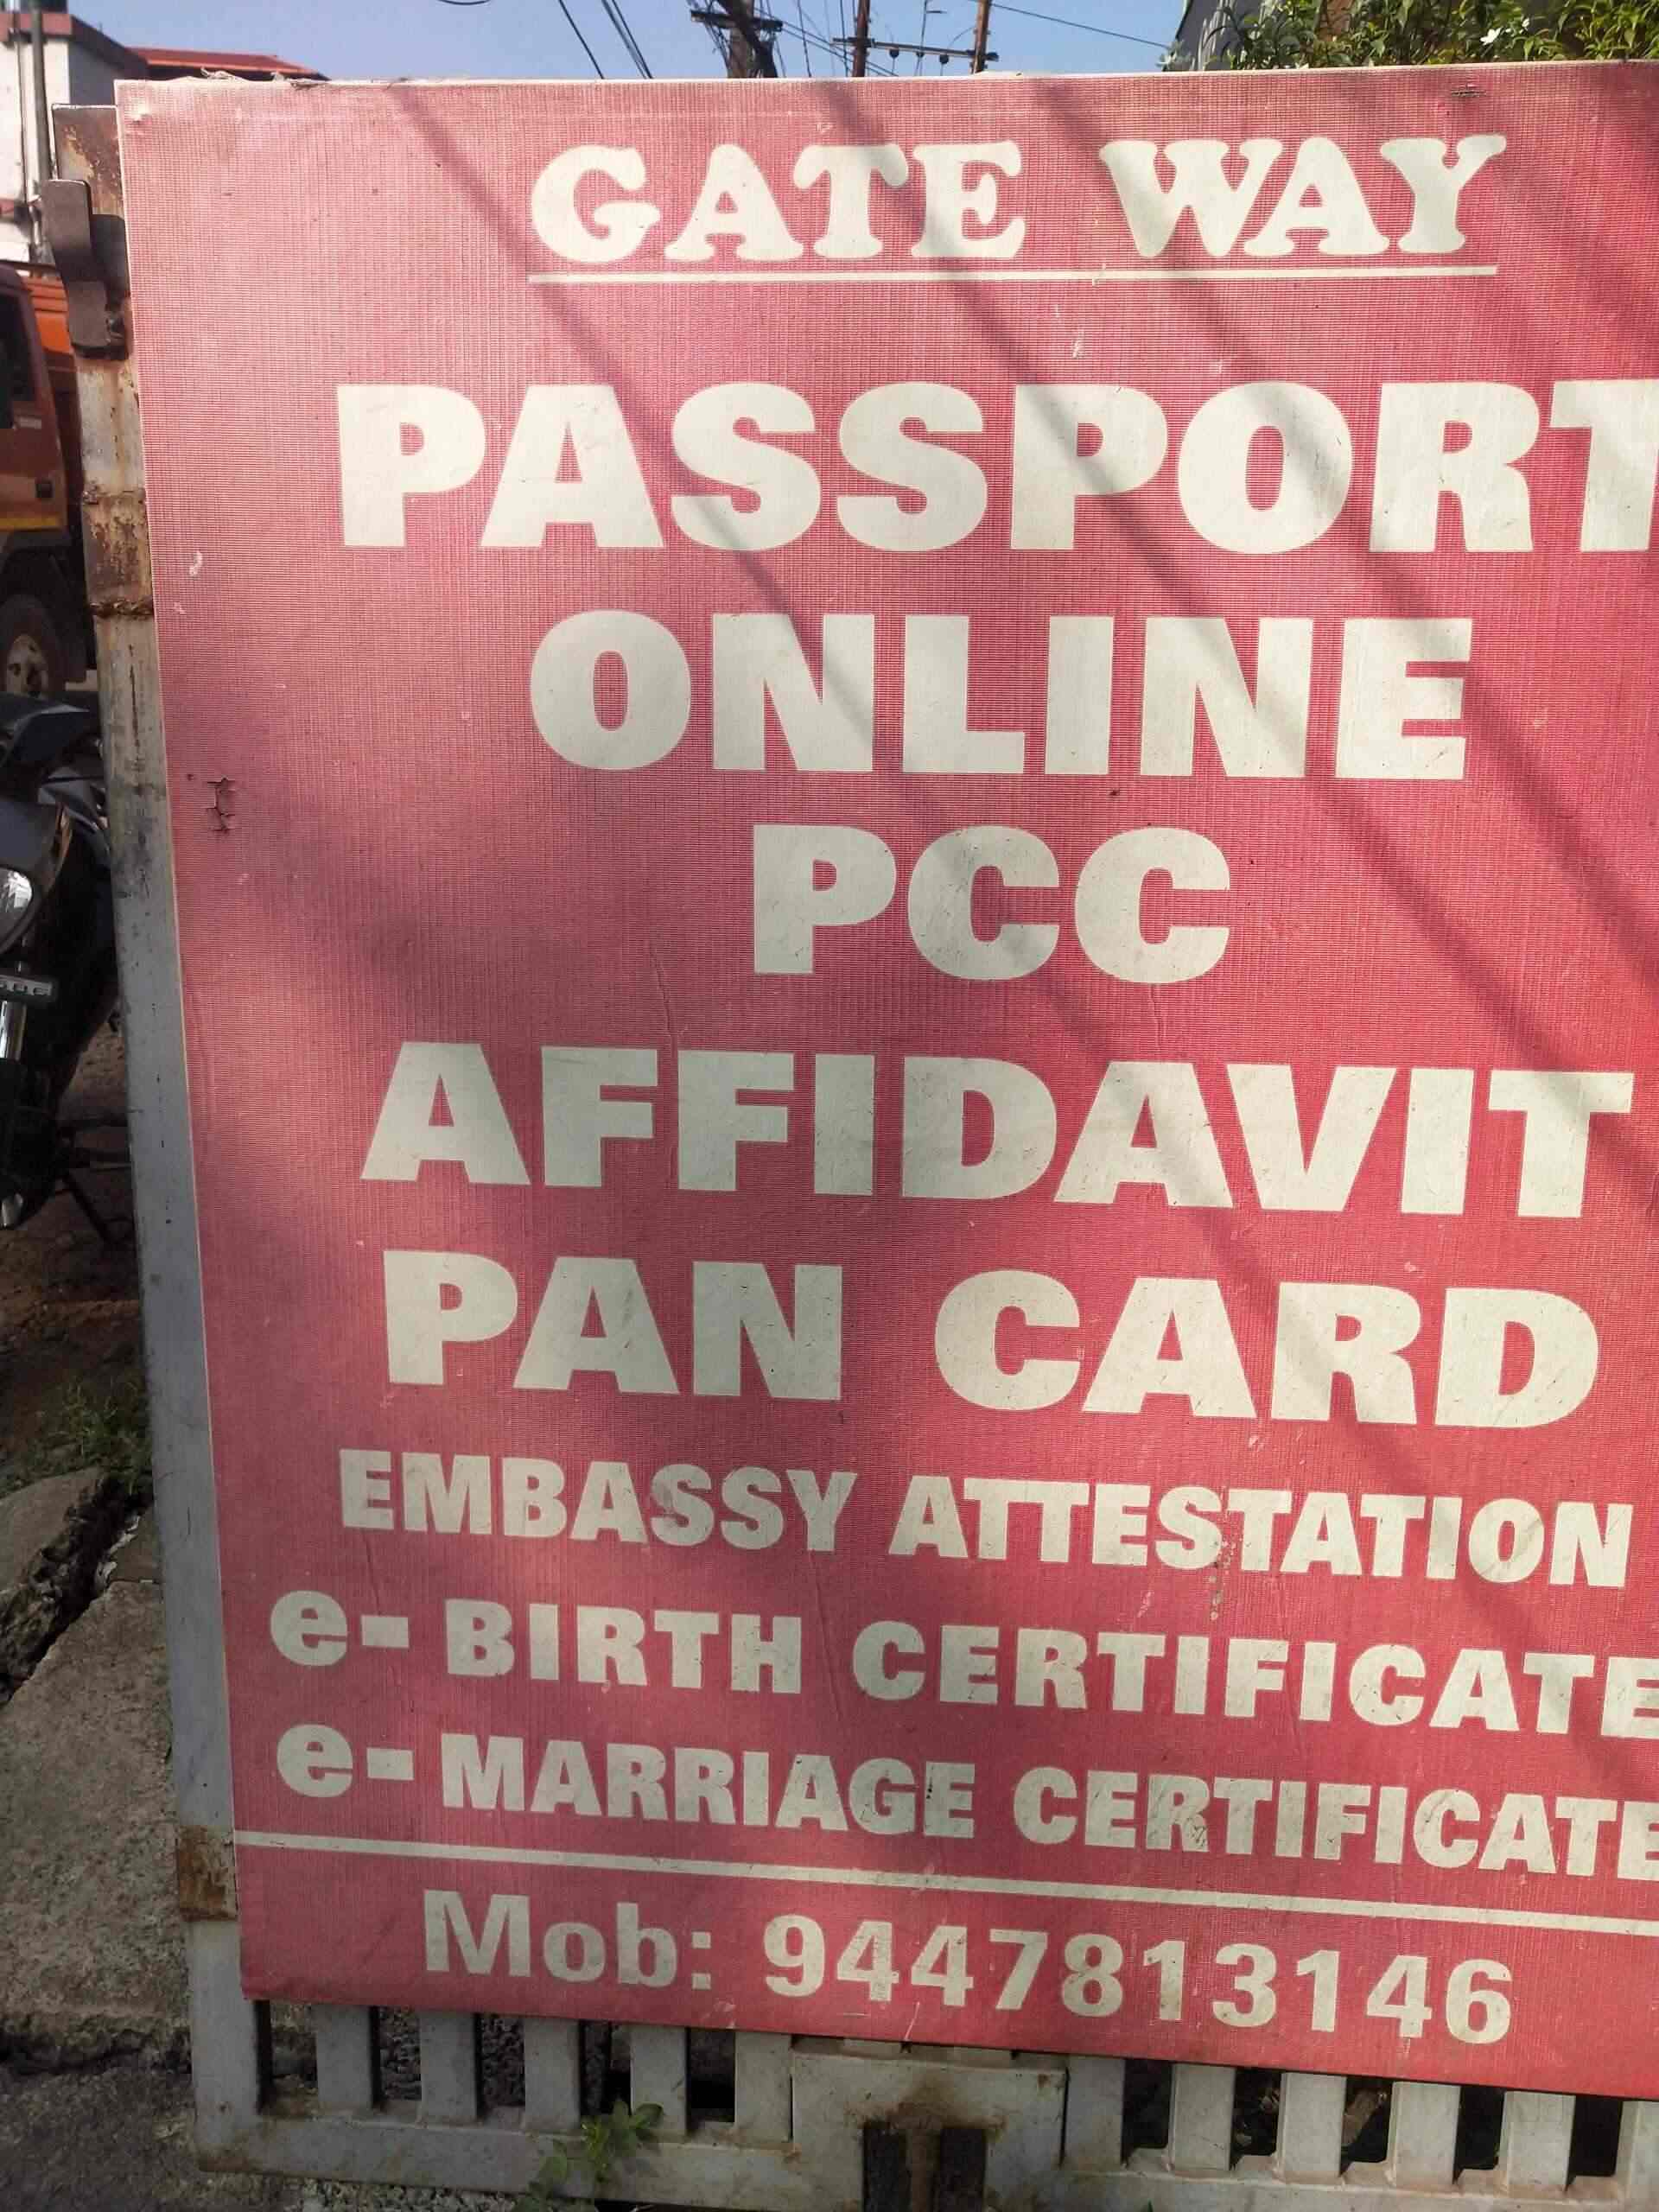 GATE WAY
PASSPORT
ONLINE
PCC
AFFIDAVIT
PAN CARD
EMBASSY ATTESTATION
e- BIRTH CERTIFICATE
e- MARRIAGE CERTIFICATE
Mob: 9447813146